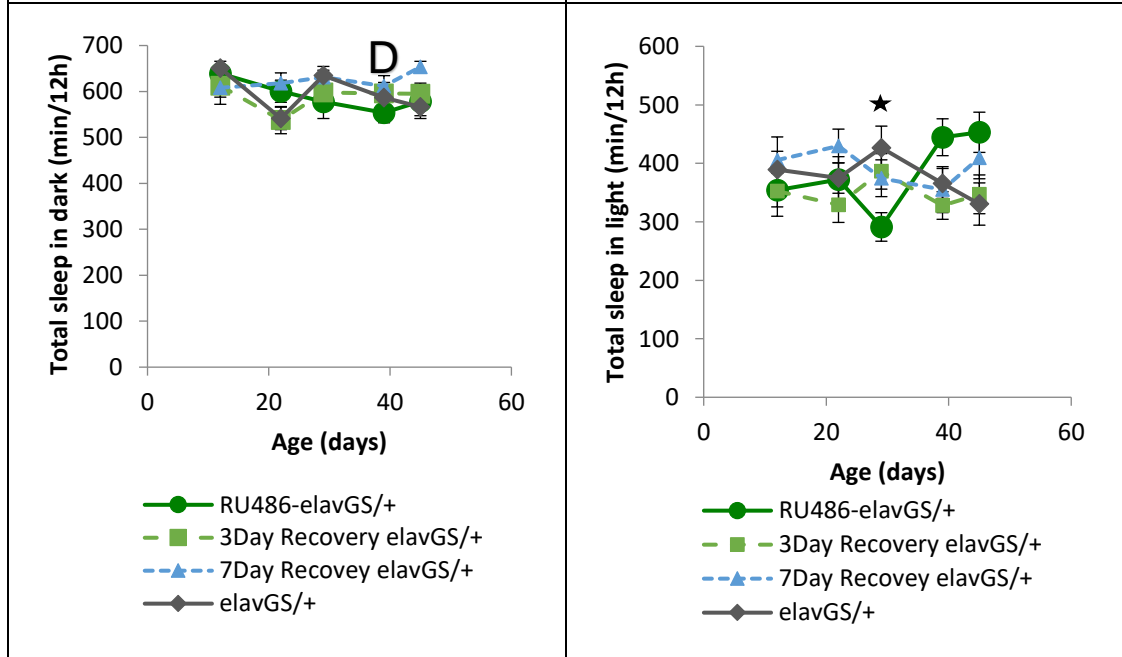 Total sleep in dark (min/12h)
700
600
500
400
300
200
100
0
D
0 20 40 60
Age (days)
RU486-elavGS/+
3Day Recovery elavGS/+
7Day Recovey elavGS/+
elavGS/+
Total sleep in light (min/12h)
600
500
400
300
200
100
0
★
0 20 40 60
Age (days)
RU486-elavGS/+
3Day Recovery elavGS/+
7Day Recovey elavGS/+
elavGS/+